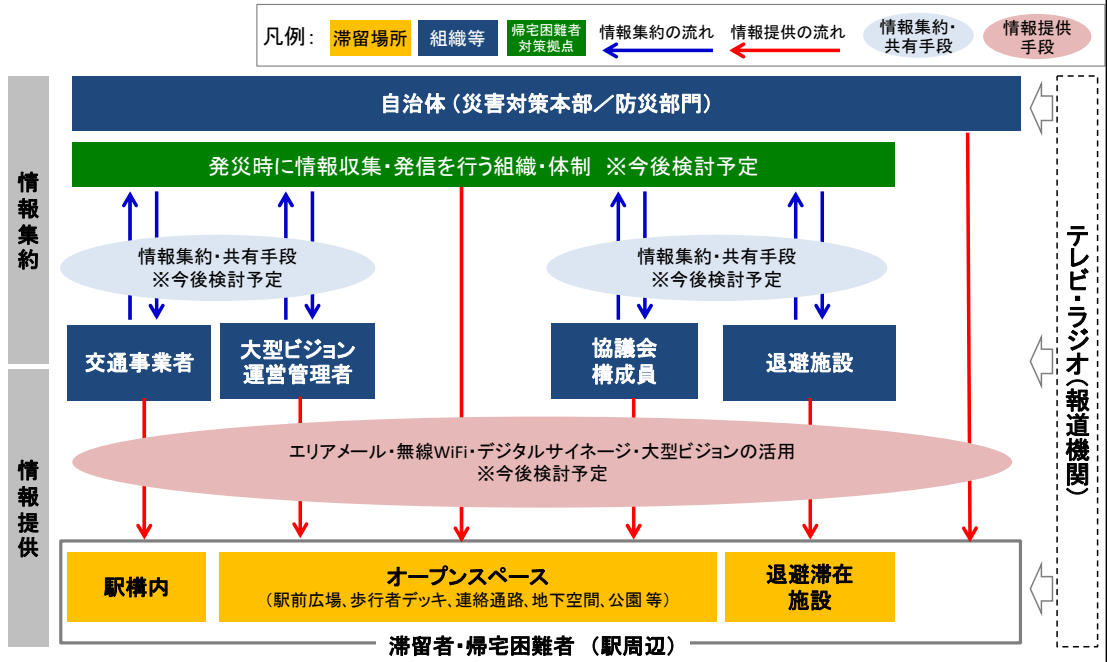 凡例：
滞留場所
組織等
帰宅困難者
対策拠点
情報集約の流れ
情報提供の流れ
情報集約・
共有手段
情報提供
手段
情報集約
情報提供
自治体（災害対策本部／防災部門）
発災時に情報収集・発信を行う組織・体制　※今後検討予定
情報集約・共有手段
※今後検討予定
情報集約・共有手段
※今後検討予定
交通事業者
大型ビジョン
運営管理者
協議会
構成員
退避施設
エリアメール・無線WiFi・デジタルサイネージ・大型ビジョンの活用
※今後検討予定
駅構内
オープンスペース
（駅前広場、歩行者デッキ、連絡通路、地下空間、公園 等）
退避滞在
施設
滞留者・帰宅困難者　（駅周辺）
テレビ・ラジオ（報道機関）